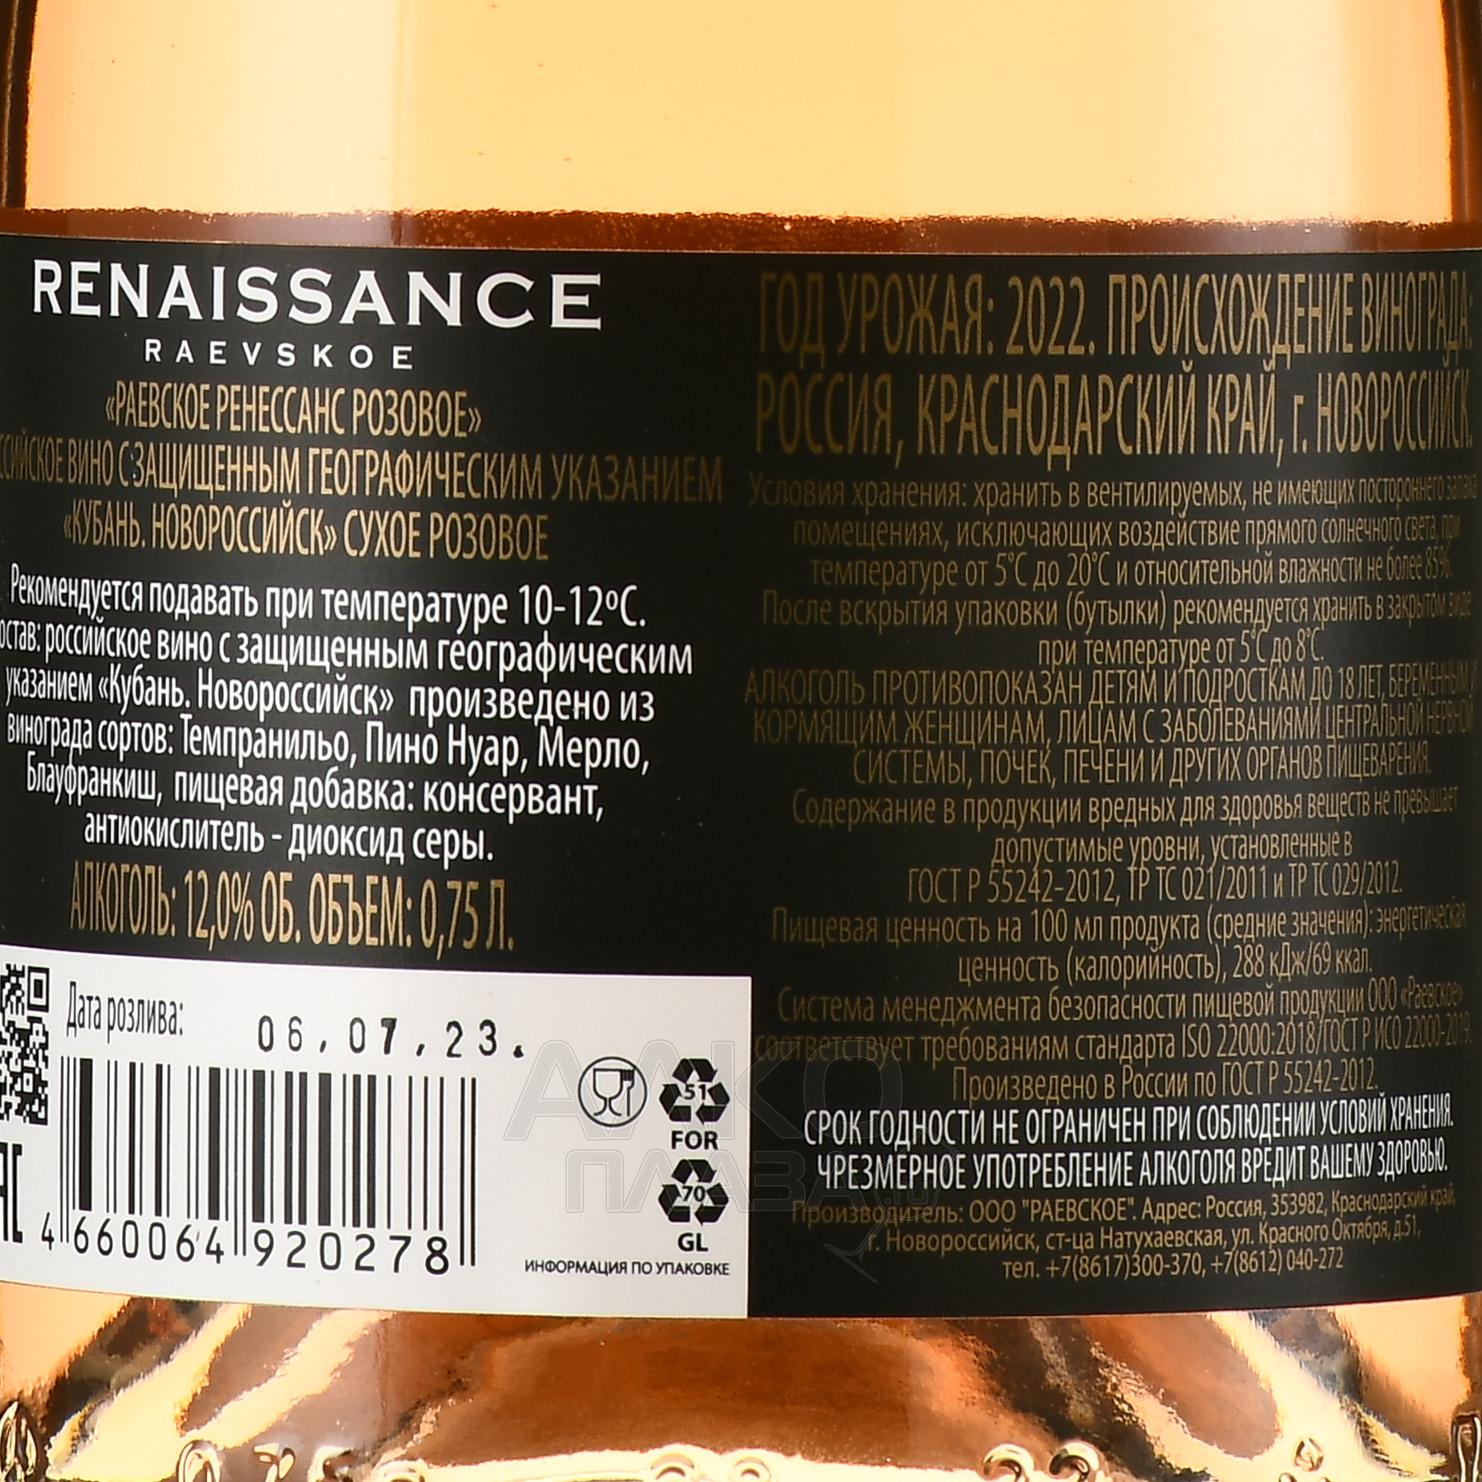 RENAISSANCE
RAEVSKOE
«РАЕВСКОЕ РЕНЕССАНС РОЗОВОЕ»
ССИЙСКОЕ ВИНО С ЗАЩИЩЕННЫМ ГЕОГРАФИЧЕСКИМ УКАЗАНИЕМ
«КУБАНЬ. НОВОРОССИЙСК» СУХОЕ РОЗОВОЕ
Рекомендуется подавать при температуре 10-12ºС.
остав: российское вино с защищенным географическим
указанием «Кубань. Новороссийск» произведено из
винограда сортов: Темпранильо, Пино Нуар, Мерло,
Блауфранкиш, пищевая добавка: консервант,
антиокислитель - диоксид серы.
АЛКОГОЛЬ: 12,0% ОБ. ОБЪЕМ: 0,75 Л.
Дата розлива:
06.07.23.
51
FOR
70
GL
4 660064 920278
ИНФОРМАЦИЯ ПО УПАКОВКЕ
ГОД УРОЖАЯ: 2022. ПРОИСХОЖДЕНИЕ ВИНОГРАДА:
РОССИЯ, КРАСНОДАРСКИЙ КРАЙ, г. НОВОРОССИЙСК.
Условия хранения: хранить в вентилируемых, не имеющих постороннего запаха
помещениях, исключающих воздействие прямого солнечного света, при
температуре от 5°С до 20°С и относительной влажности не более 85%.
После вскрытия упаковки (бутылки) рекомендуется хранить в закрытом виде
при температуре от 5°С до 8°С.
АЛКОГОЛЬ ПРОТИВОПОКАЗАН ДЕТЯМ И ПОДРОСТКАМ ДО 18 ЛЕТ, БЕРЕМЕННЫМ И
КОРМЯЩИМ ЖЕНЩИНАМ, ЛИЦАМ С ЗАБОЛЕВАНИЯМИ ЦЕНТРАЛЬНОЙ НЕРВНОЙ
СИСТЕМЫ, ПОЧЕК, ПЕЧЕНИ И ДРУГИХ ОРГАНОВ ПИЩЕВАРЕНИЯ.
Содержание в продукции вредных для здоровья веществ не превышает
допустимые уровни, установленные в
ГОСТ Р 55242-2012, ТР ТС 021/2011 и ТР ТС 029/2012.
Пищевая ценность на 100 мл продукта (средние значения): энергетическая
ценность (калорийность), 288 кДж/69 ккал.
Система менеджмента безопасности пищевой продукции ООО «Раевское»
соответствует требованиям стандарта ISO 22000:2018/ГОСТ Р ИСО 22000-2019.
Произведено в России по ГОСТ Р 55242-2012.
СРОК ГОДНОСТИ НЕ ОГРАНИЧЕН ПРИ СОБЛЮДЕНИИ УСЛОВИЙ ХРАНЕНИЯ.
ЧРЕЗМЕРНОЕ УПОТРЕБЛЕНИЕ АЛКОГОЛЯ ВРЕДИТ ВАШЕМУ ЗДОРОВЬЮ.
Производитель: ООО "РАЕВСКОЕ". Адрес: Россия, 353982, Краснодарский край,
г. Новороссийск, ст-ца Натухаевская, ул. Красного Октября, д.51,
тел. +7(8617)300-370, +7(8612) 040-272
АЛКО
ПЛАЗА.ru